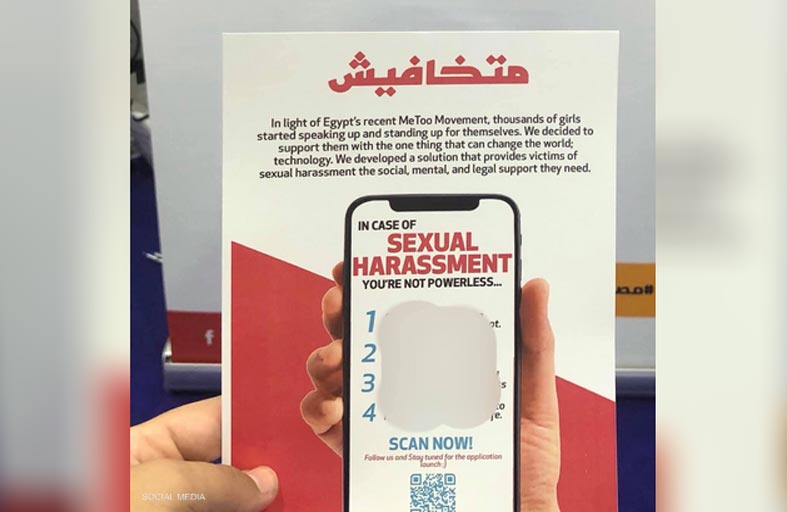 متخافيش
In light of Egypt's recent MeToo Movement, thousands of girls
started speaking up and standing up for themselves. We decided to
support them with the one thing that can change the world;
technology. We developed a solution that provides victims of
sexual harassment the social, mental, and legal support they need.
IN CASE OF
SEXUAL
HARASSMENT
YOU'RE NOT POWERLESS...
1
2
3
4
SCAN NOW!
Follow us and Stay tuned for the application
launch :)
f
SOCIAL MEDIA